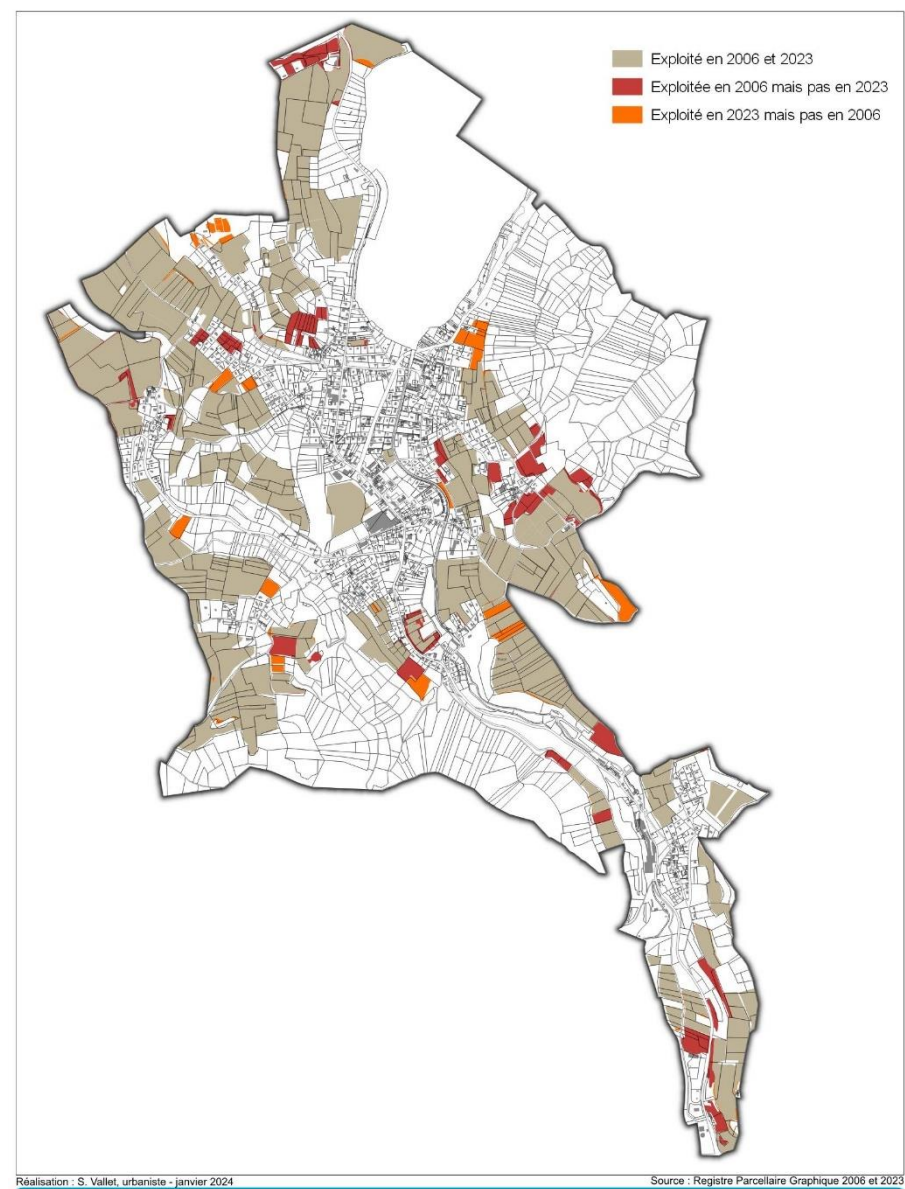 Exploité en 2006 et 2023
Exploitée en 2006 mais pas en 2023
Exploité en 2023 mais pas en 2006
Réalisation : S. Vallet, urbaniste - janvier 2024
Source : Registre Parcellaire Graphique 2006 et 2023